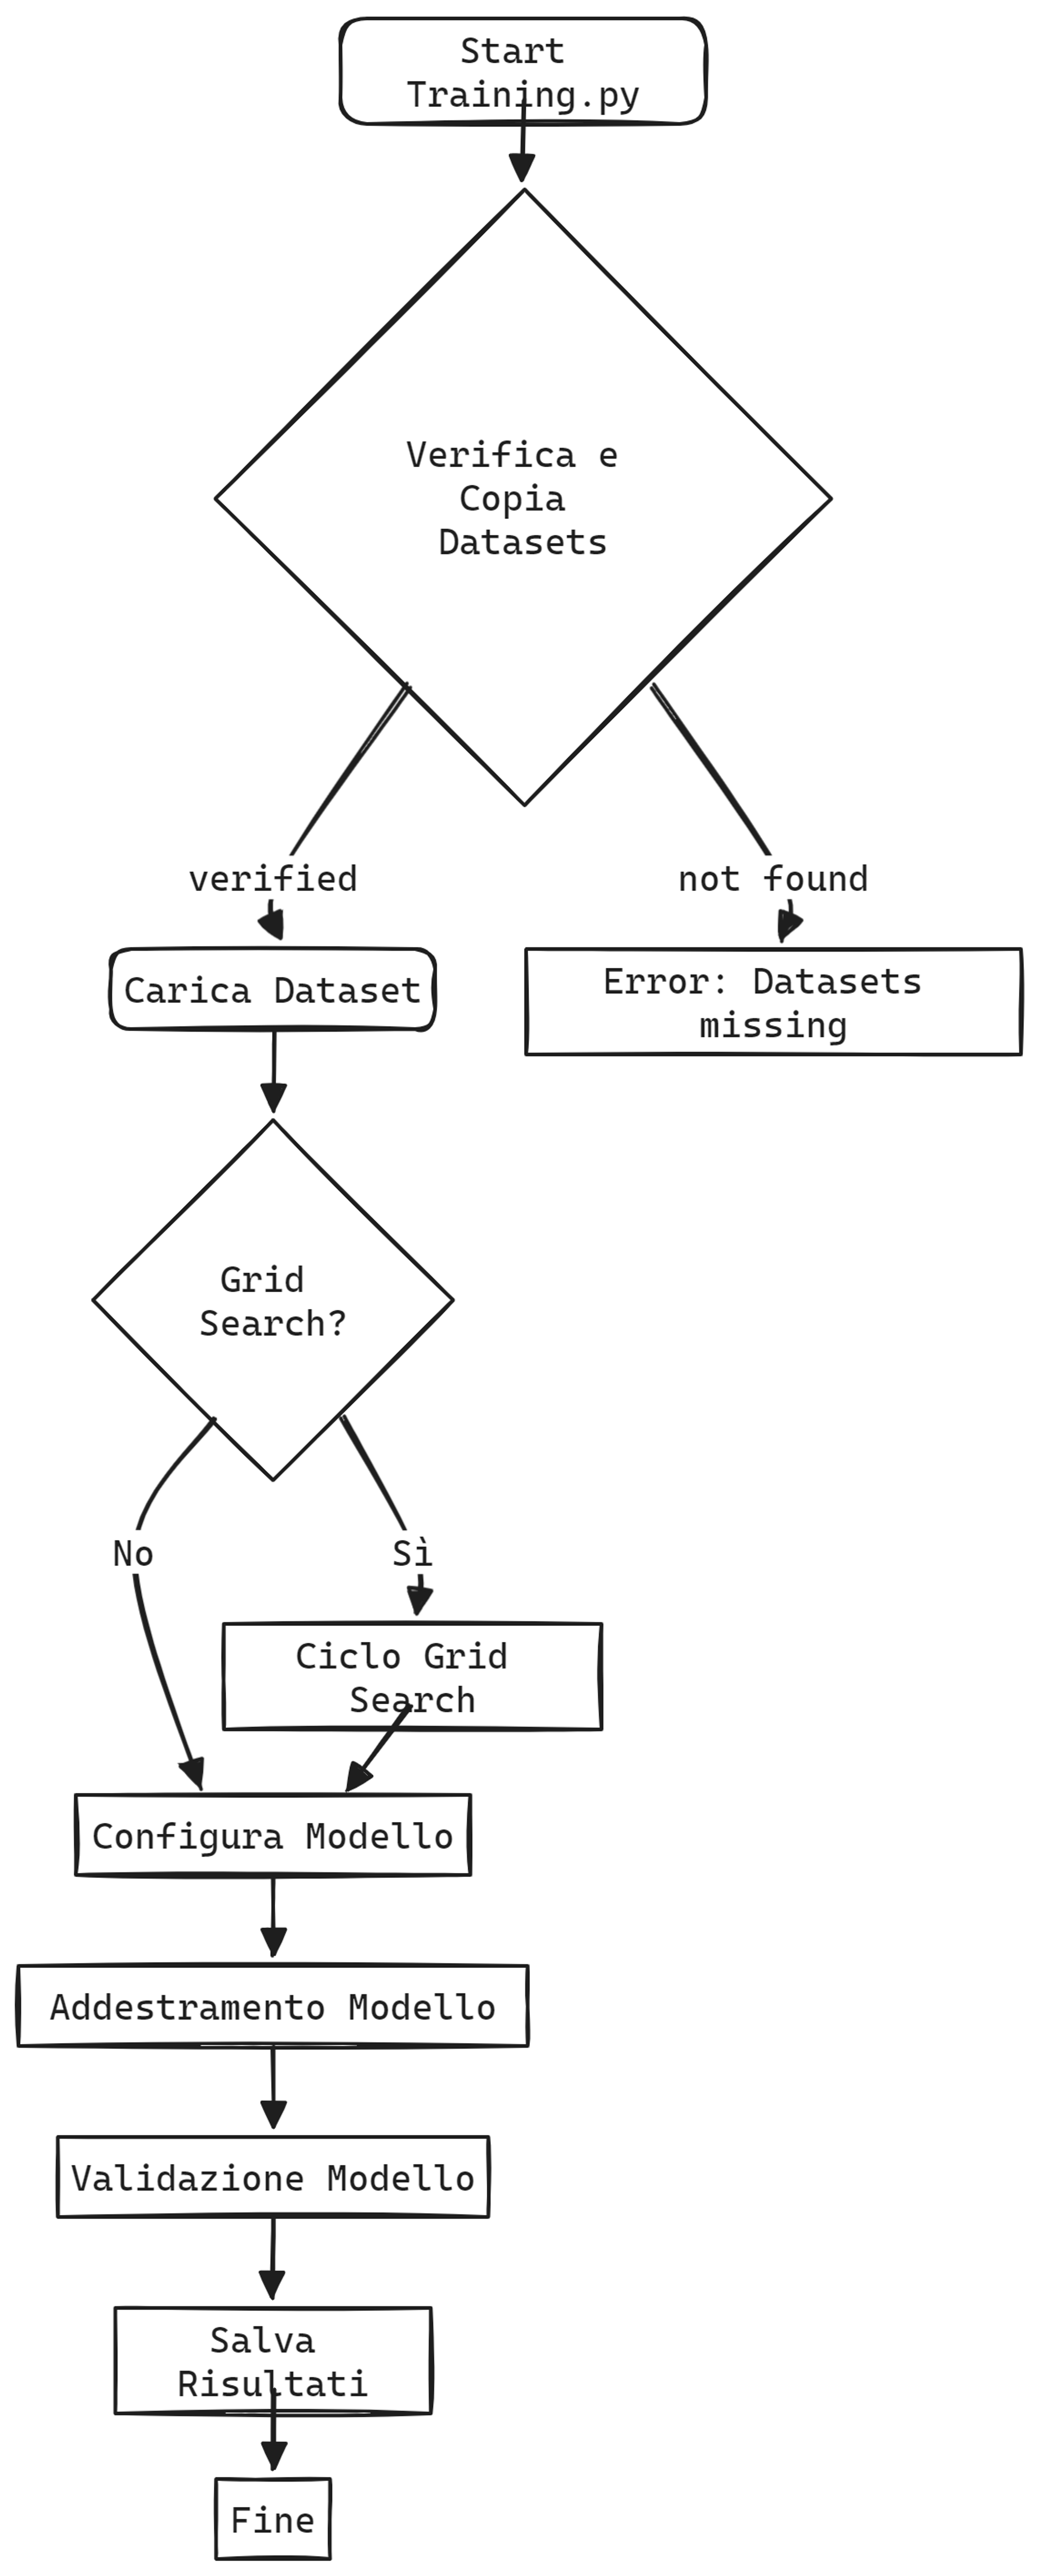 Start
Training.py
Verifica e
Copia
Datasets
verified
not found
Carica Dataset
Error: Datasets
missing
Grid
Search?
No
Sì
Ciclo Grid
Search
Configura Modello
Addestramento Modello
Validazione Modello
Salva
Risultati
Fine